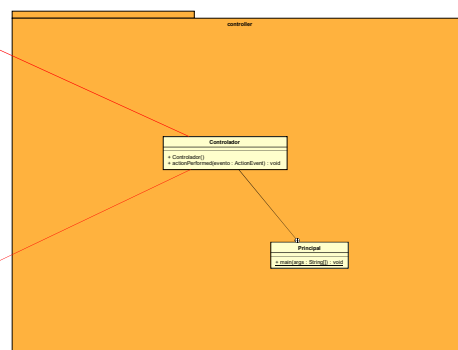 controller
Controlador
+ Controlador()
+ actionPerformed(evento : ActionEvent) : void
Principal
+ main(args : String[]) : void